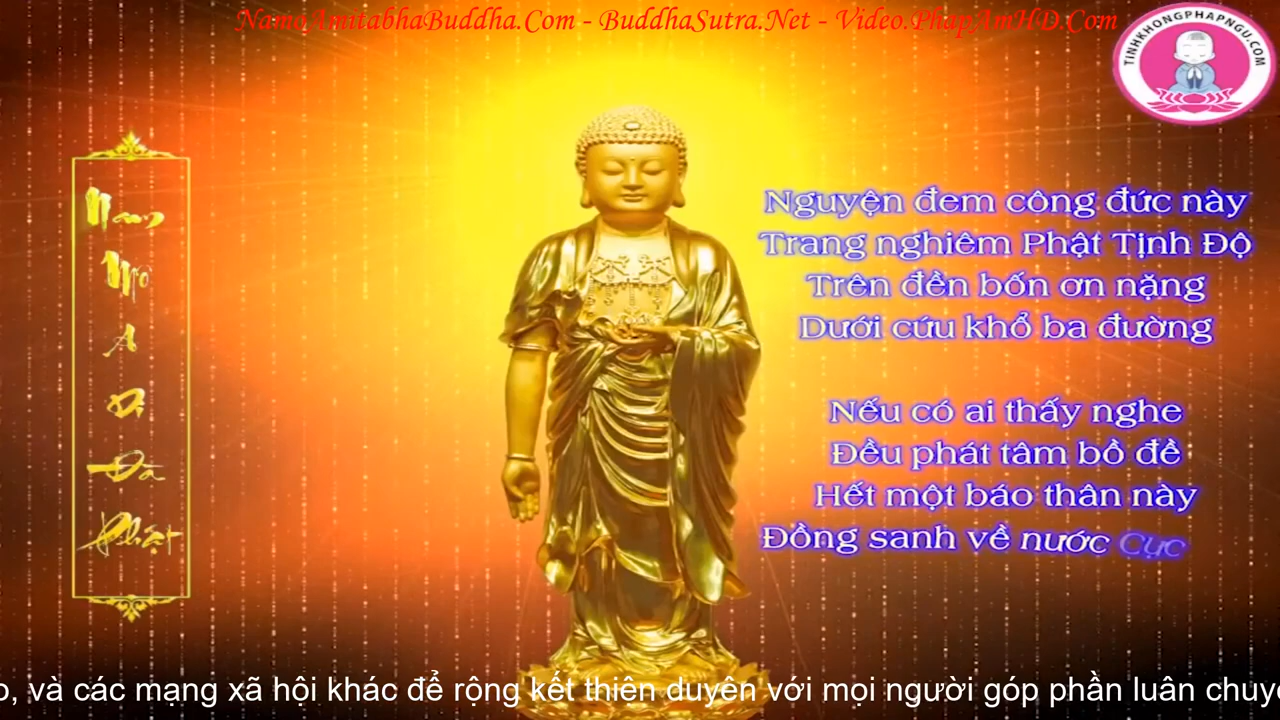 NamoAmitabhaBuddha.Com - BuddhaSutra.Net - Video.PhapAmHD.Com
TINHKHONGPHAPNGU.COM
Nam
Mô
A
Di
Đà
Phật
Nguyện đem công đức này
Trang nghiêm Phật Tịnh Độ
Trên đền bốn ơn nặng
Dưới cứu khổ ba đường
Nếu có ai thấy nghe
Đều phát tâm bồ đề
Hết một báo thân này
Đồng sanh về nước Cực
, và các mạng xã hội khác để rộng kết thiện duyên với mọi người góp phần luân